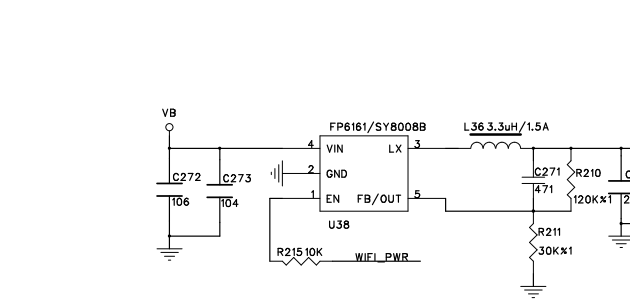 VB
FP6161/SY8008B
L36 3.3uH/1.5A
4 VIN LX 3
2 GND
1 EN FB/OUT 5
U38
C272
106
C273
104
C271
471
R210
120K%1
R211
30K%1
R215 10K
WIFI_PWR
C
2